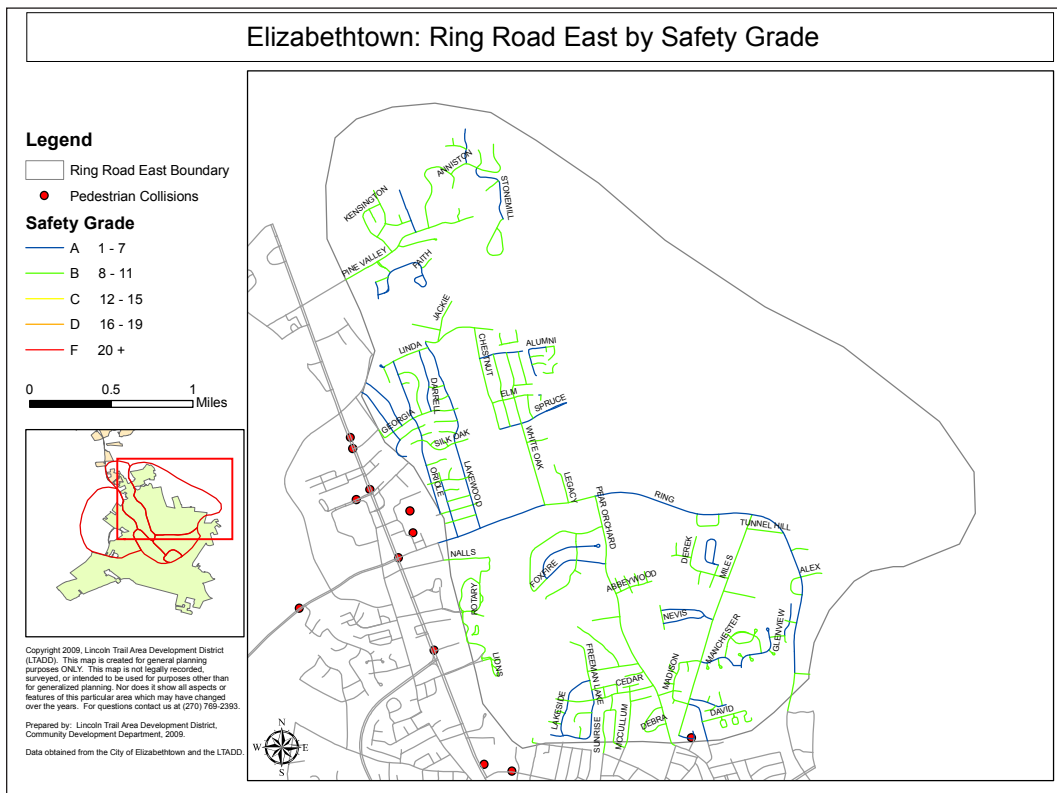 Elizabethtown: Ring Road East by Safety Grade
Legend
Ring Road East Boundary
Pedestrian Collisions
Safety Grade
A 1 - 7
B 8 - 11
C 12 - 15
D 16 - 19
F 20 +
0 0.5 1
Miles
Copyright 2009, Lincoln Trail Area Development District
(LTADD). This map is created for general planning
purposes ONLY. This map is not legally recorded,
surveyed, or intended to be used for purposes other than
for generalized planning. Nor does it show all aspects or
features of this particular area which may have changed
over the years. For questions contact us at (270) 769-2393.
Prepared by: Lincoln Trail Area Development District,
Community Development Department, 2009.
Data obtained from the City of Elizabethtown and the LTADD.
N
W E
S
ANNISTON
STONEMILL
KENSINGTON
PINE VALLEY
FAITH
JACKIE
LINDA
CHESTNUT
ALUMNI
DARRELL
ELM
SPRUCE
GEORGIA
SILK OAK
WHITE OAK
ORIOLE
LAKEWOOD
LEGACY
PEAR ORCHARD
RING
TUNNEL HILL
NALLS
FOXFIRE
DEREK
MILES
ALEX
ABBEYWOOD
ROTARY
NEVIS
MANCHESTER
GLENVIEW
LIONS
FREEMAN LAKE
CEDAR
MADISON
LAKESIDE
SUNRISE
MCCULLUM
DEBRA
DAVID